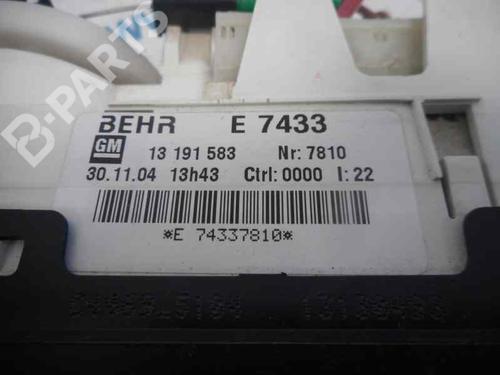 B-PARTS
BEHR E 7433
GM 13 191 583 Nr: 7810
30.11.04 13h43 Ctrl: 0000 I: 22
*E 74337810*